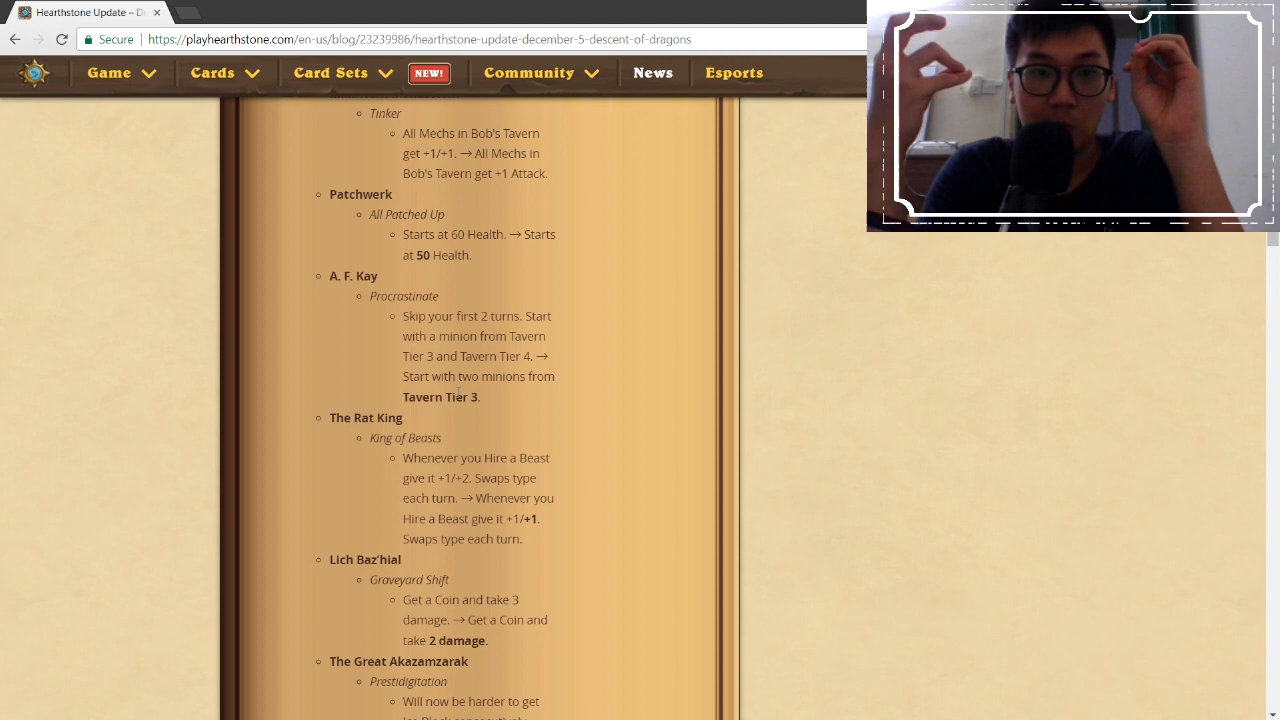 Hearthstone Update – D
Secure
https://playhearthstone.com/en-us/blog/23239986/hearthstone-update-december-5-descent-of-dragons
Game Cards Card Sets NEW! Community News Esports
Tinker
All Mechs in Bob's Tavern
get +1/+1. → All Mechs in
Bob's Tavern get +1 Attack.
Patchwerk
All Patched Up
Starts at 60 Health. → Starts
at 50 Health.
A. F. Kay
Procrastinate
Skip your first 2 turns. Start
with a minion from Tavern
Tier 3 and Tavern Tier 4. →
Start with two minions from
Tavern Tier 3.
The Rat King
King of Beasts
Whenever you Hire a Beast
give it +1/+2. Swaps type
each turn. → Whenever you
Hire a Beast give it +1/+1.
Swaps type each turn.
Lich Baz'hial
Graveyard Shift
Get a Coin and take 3
damage. → Get a Coin and
take 2 damage.
The Great Akazamzarak
Prestidigitation
Will now be harder to get